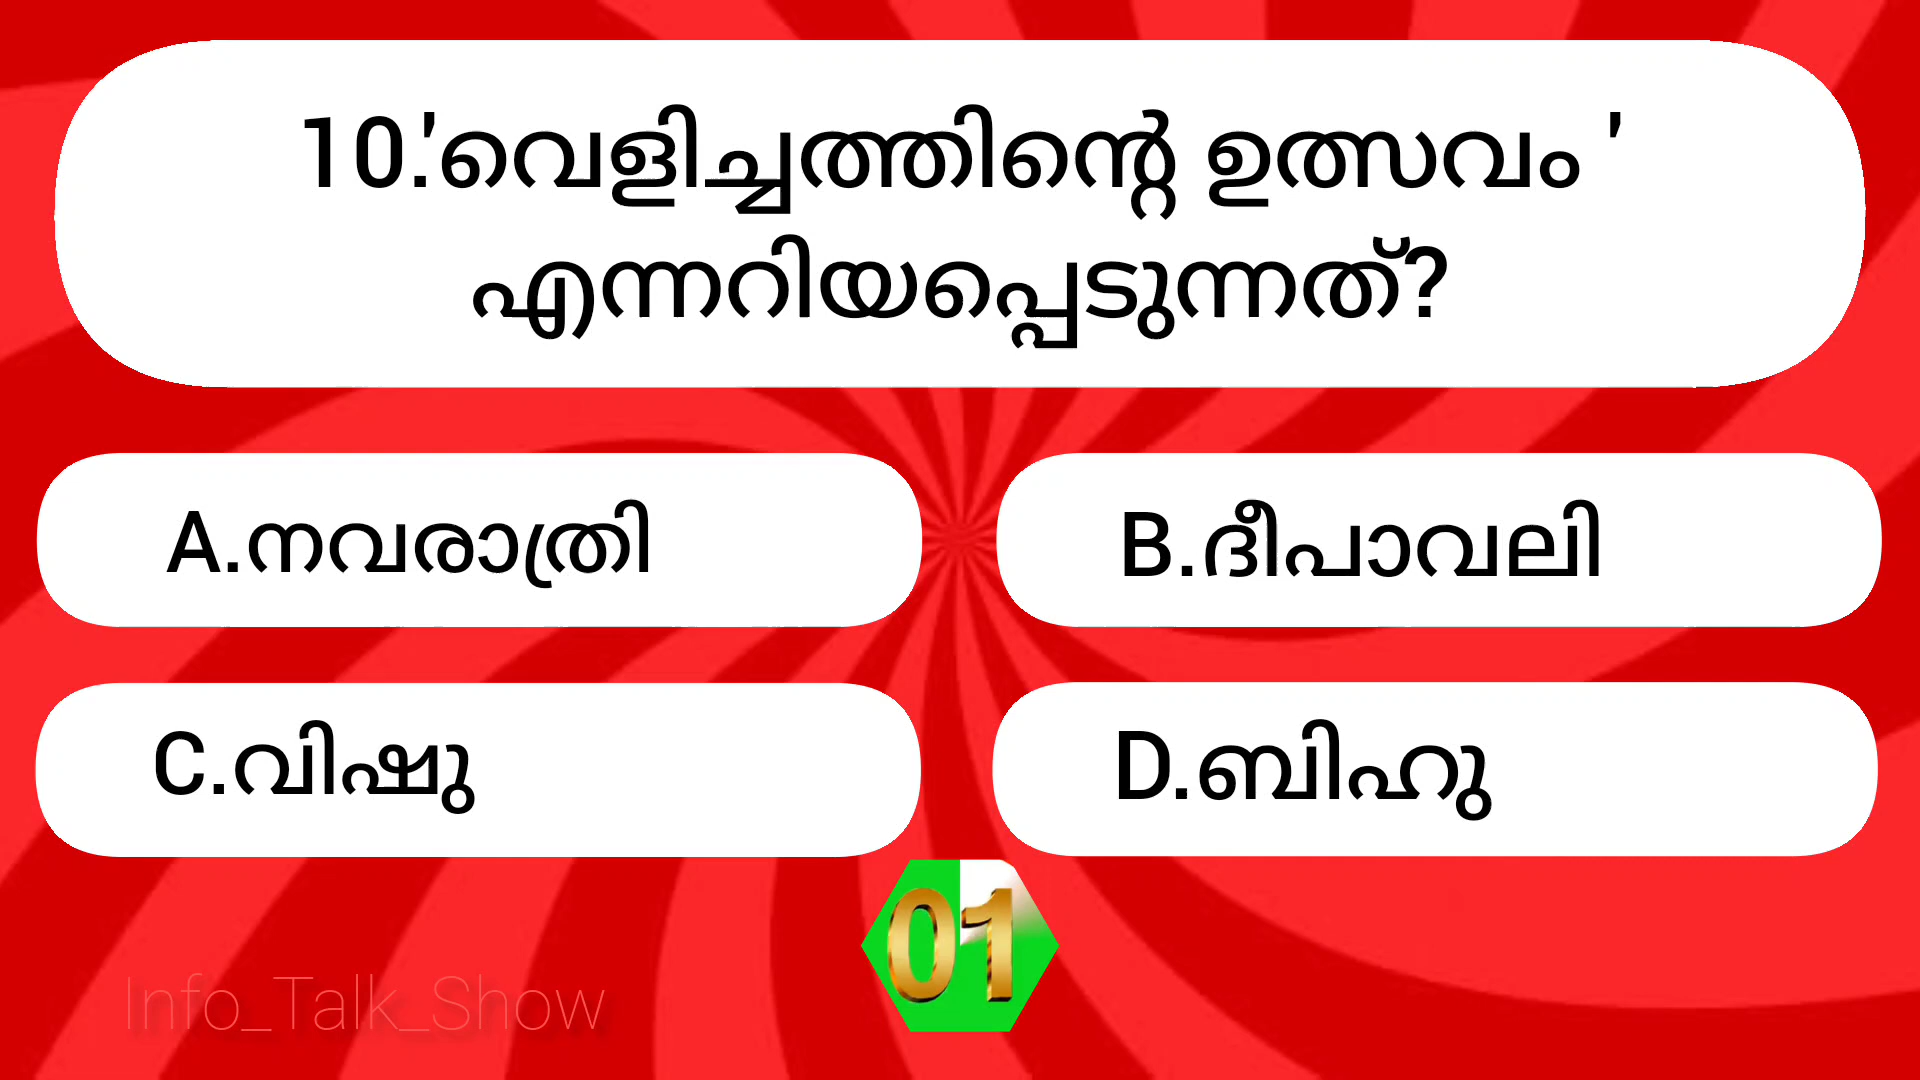 10.'വെളിച്ചത്തിന്റെ ഉത്സവം '
എന്നറിയപ്പെടുന്നത്?
A.നവരാത്രി
B.ദീപാവലി
C.വിഷു
D.ബിഹു
01
Info_Talk_Show